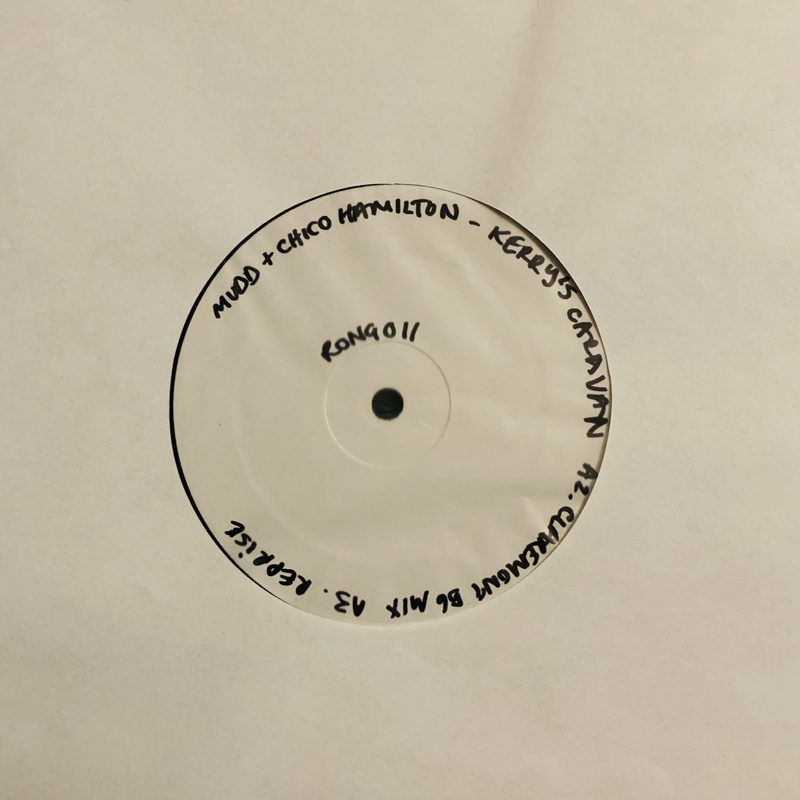 MUDD + CHICO HAMILTON - KERRY'S CARAVAN A2. CLAREMONT 56 MIX A3. REPRISE
RONG011